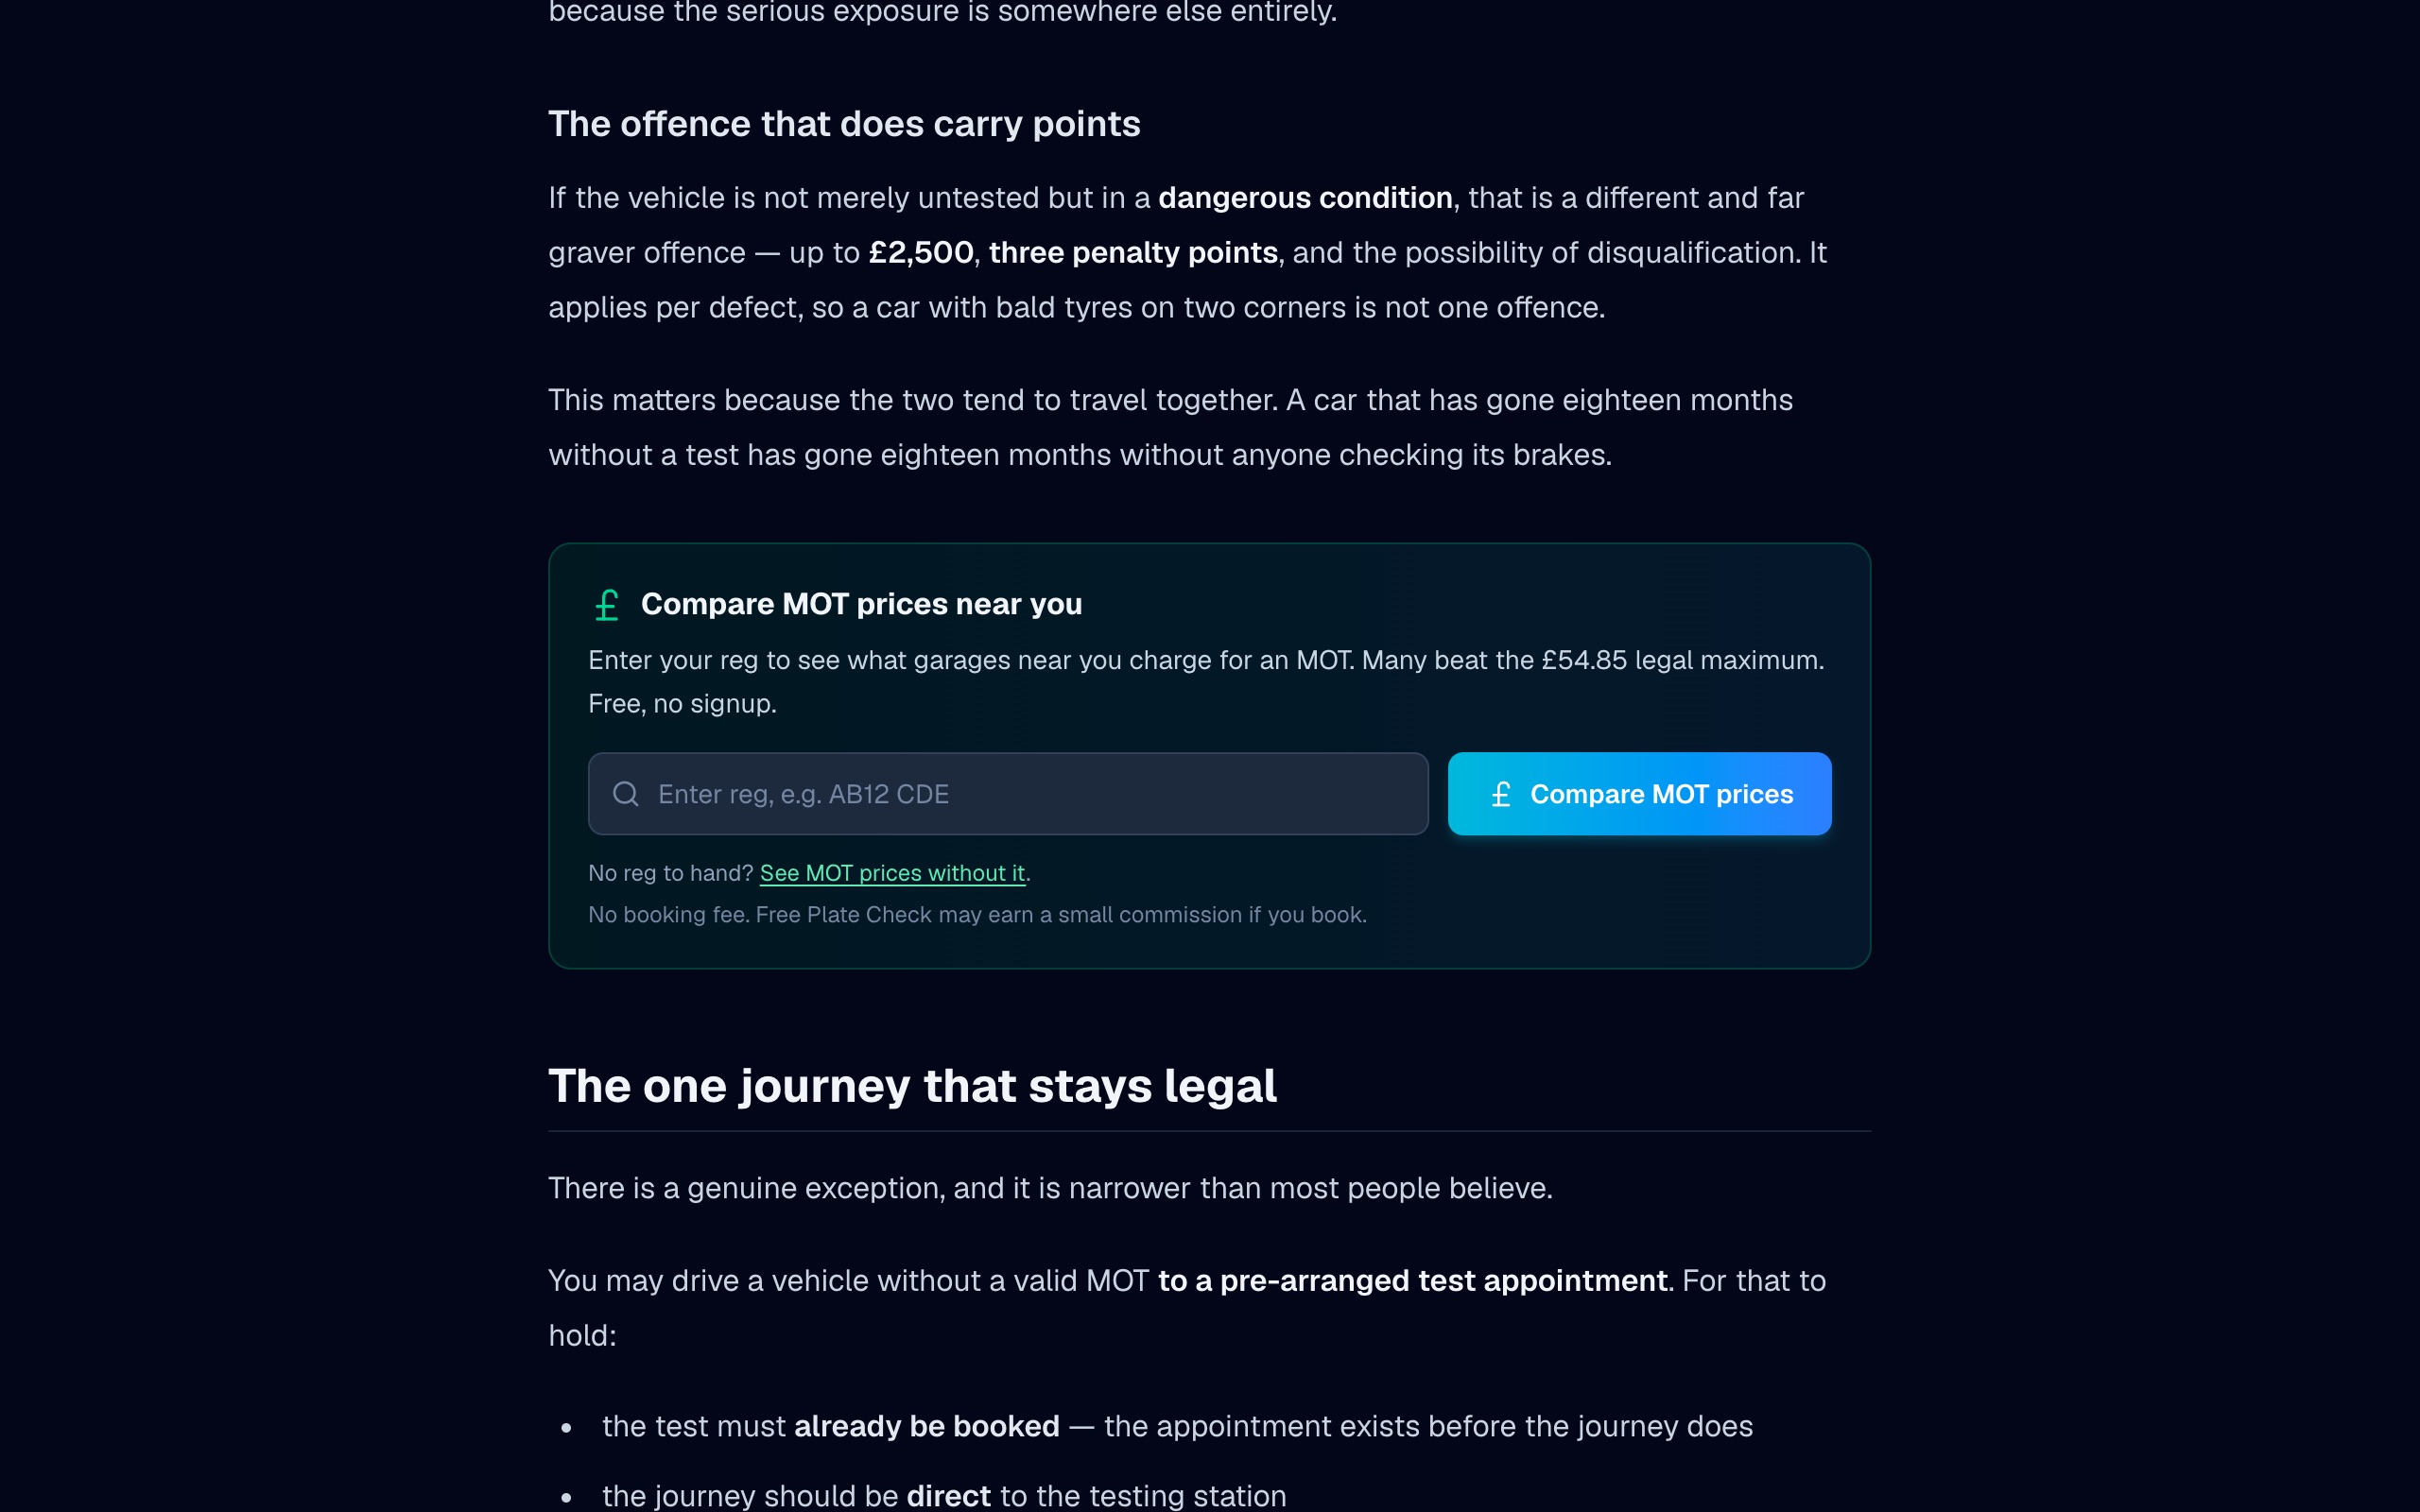 because the serious exposure is somewhere else entirely.
The offence that does carry points
If the vehicle is not merely untested but in a dangerous condition, that is a different and far
graver offence — up to £2,500, three penalty points, and the possibility of disqualification. It
applies per defect, so a car with bald tyres on two corners is not one offence.
This matters because the two tend to travel together. A car that has gone eighteen months
without a test has gone eighteen months without anyone checking its brakes.
£ Compare MOT prices near you
Enter your reg to see what garages near you charge for an MOT. Many beat the £54.85 legal maximum.
Free, no signup.
Enter reg, e.g. AB12 CDE
£ Compare MOT prices
No reg to hand? See MOT prices without it.
No booking fee. Free Plate Check may earn a small commission if you book.
The one journey that stays legal
There is a genuine exception, and it is narrower than most people believe.
You may drive a vehicle without a valid MOT to a pre-arranged test appointment. For that to
hold:
• the test must already be booked — the appointment exists before the journey does
• the journey should be direct to the testing station